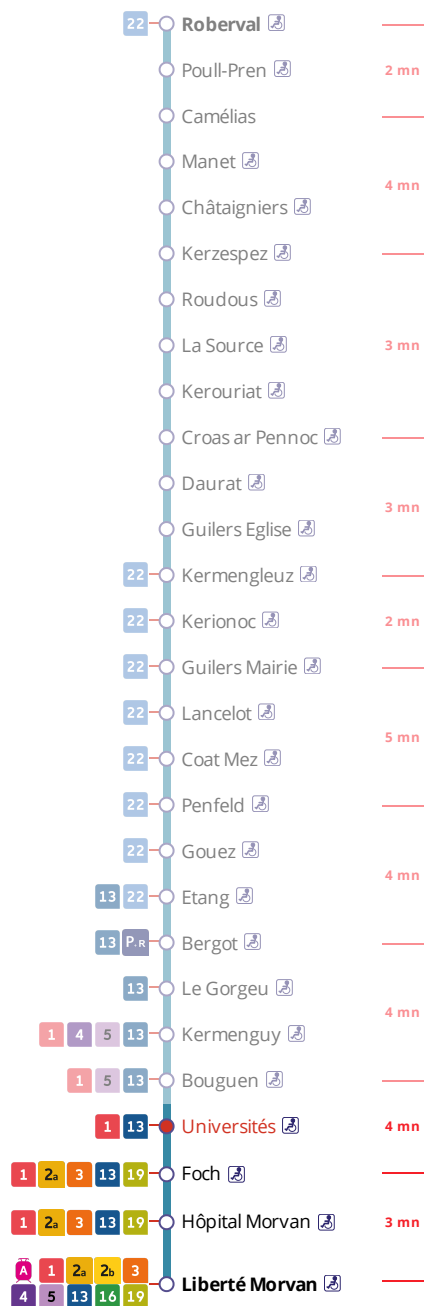 22 Roberval
Poull-Pren 2 mn
Camélias
Manet
4 mn
Châtaigniers
Kerzespez
Roudous
La Source 3 mn
Kerouriat
Croas ar Pennoc
Daurat
3 mn
Guilers Eglise
22 Kermengleuz
22 Kerionoc 2 mn
22 Guilers Mairie
22 Lancelot
5 mn
22 Coat Mez
22 Penfeld
22 Gouez
4 mn
13 22 Etang
13 P+R Bergot
13 Le Gorgeu
4 mn
1 4 5 13 Kermenguy
1 5 13 Bouguen
1 13 Universités 4 mn
1 2a 3 13 19 Foch
1 2a 3 13 19 Hôpital Morvan 3 mn
A 1 2a 2b 3
4 5 13 16 19 Liberté Morvan